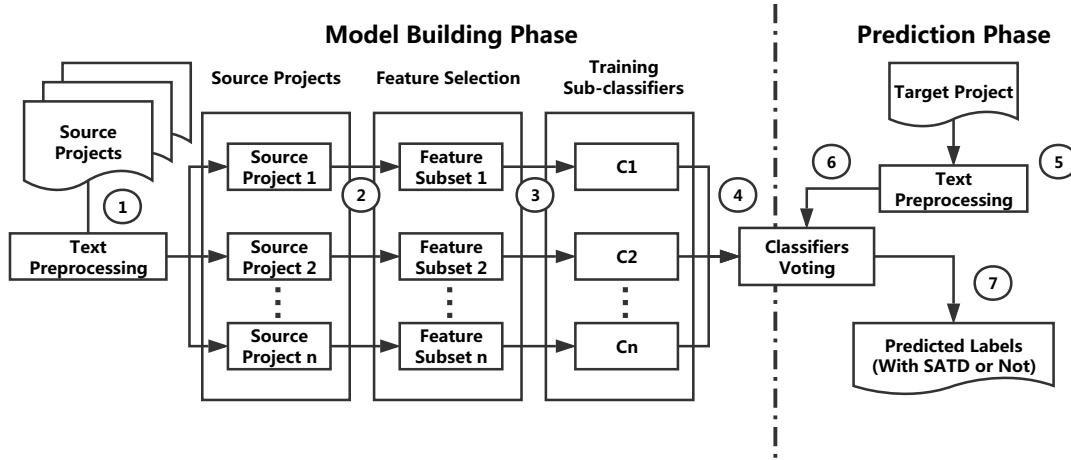 Model Building Phase
Prediction Phase
Source Projects
Feature Selection
Training
Sub-classifiers
Source
Projects
1
Text
Preprocessing
Source
Project 1
Source
Project 2
Source
Project n
2
Feature
Subset 1
Feature
Subset 2
Feature
Subset n
3
C1
C2
Cn
4
Classifiers
Voting
Target Project
5
Text
Preprocessing
6
7
Predicted Labels
(With SATD or Not)